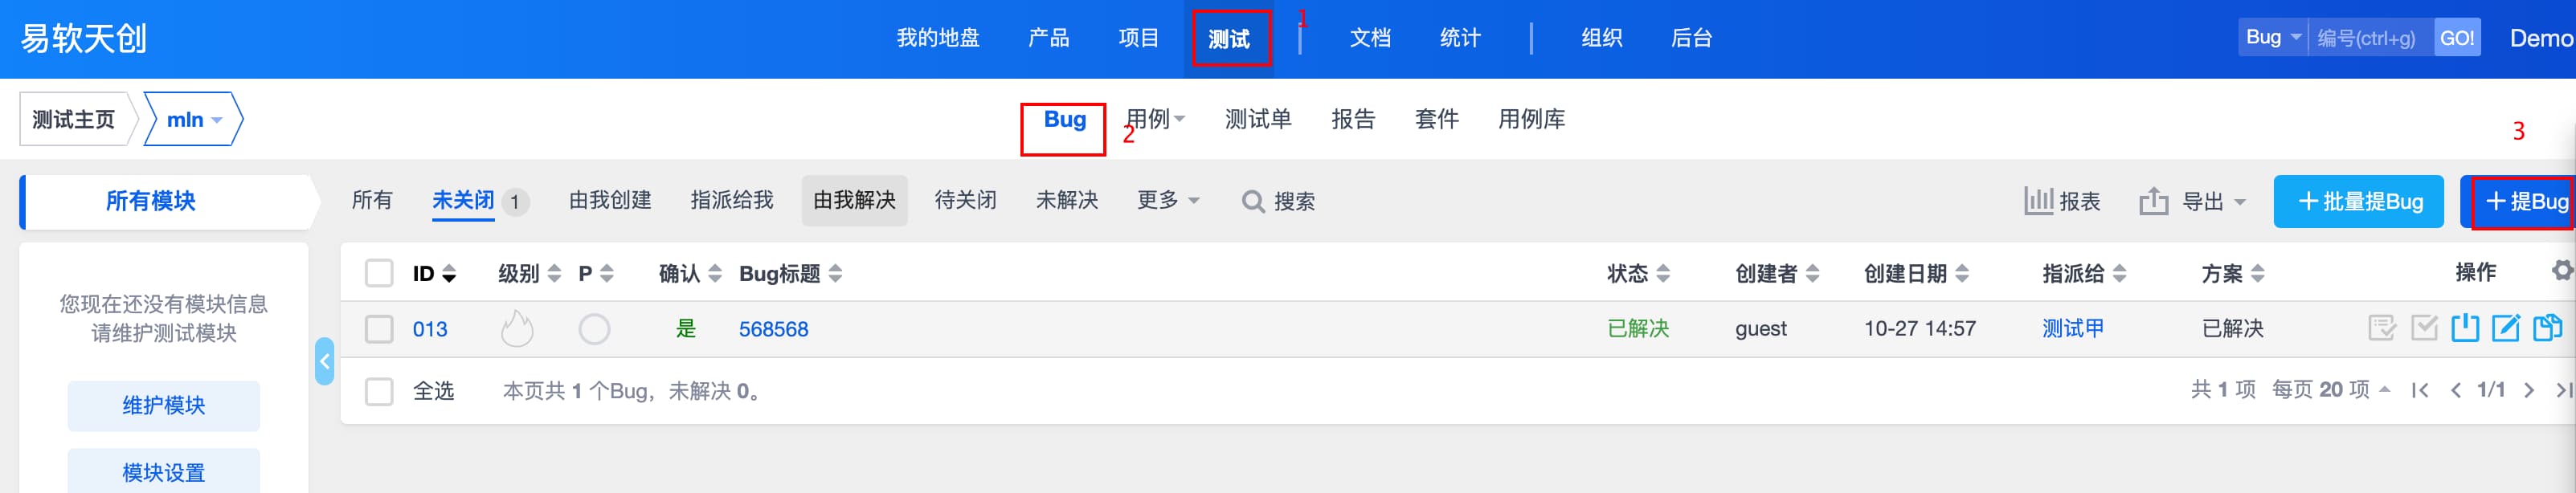 易软天创 我的地盘 产品 项目 测试 1 文档 统计 组织 后台 Bug 编号(ctrl+g) GO! Demo
测试主页 mln Bug 2 用例 测试单 报告 套件 用例库 3
所有模块 所有 未关闭 1 由我创建 指派给我 由我解决 待关闭 未解决 更多 搜索 报表 导出 +批量提Bug +提Bug
您现在还没有模块信息
请维护测试模块
维护模块
模块设置
ID 级别 P 确认 Bug标题 状态 创建者 创建日期 指派给 方案 操作
013 是 568568 已解决 guest 10-27 14:57 测试甲 已解决
全选 本页共 1 个Bug，未解决 0。 共 1 项 每页 20 项 1/1